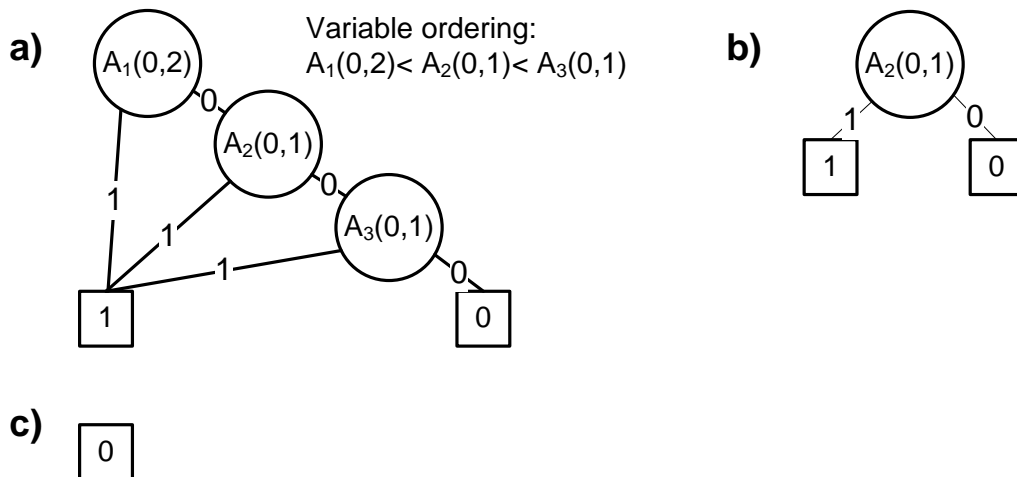 a)
Variable ordering:
A₁(0,2)< A₂(0,1)< A₃(0,1)
b)
A₁(0,2)
0
A₂(0,1)
0
A₃(0,1)
1
1
1
0
1
0
A₂(0,1)
1
0
1
0
c)
0